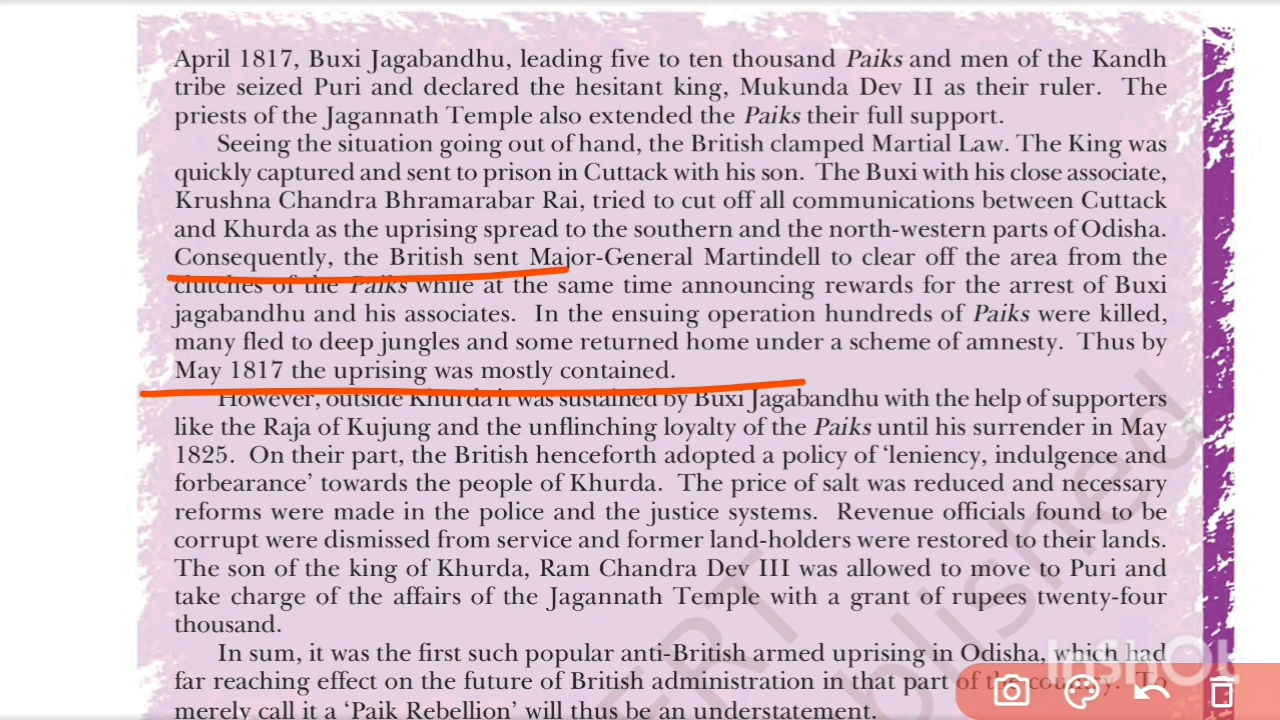 April 1817, Buxi Jagabandhu, leading five to ten thousand Paiks and men of the Kandh
tribe seized Puri and declared the hesitant king, Mukunda Dev II as their ruler. The
priests of the Jagannath Temple also extended the Paiks their full support.
Seeing the situation going out of hand, the British clamped Martial Law. The King was
quickly captured and sent to prison in Cuttack with his son. The Buxi with his close associate,
Krushna Chandra Bhramarabar Rai, tried to cut off all communications between Cuttack
and Khurda as the uprising spread to the southern and the north-western parts of Odisha.
Consequently, the British sent Major-General Martindell to clear off the area from the
clutches of the Paiks while at the same time announcing rewards for the arrest of Buxi
jagabandhu and his associates. In the ensuing operation hundreds of Paiks were killed,
many fled to deep jungles and some returned home under a scheme of amnesty. Thus by
May 1817 the uprising was mostly contained.
However, outside Khurda it was sustained by Buxi Jagabandhu with the help of supporters
like the Raja of Kujung and the unflinching loyalty of the Paiks until his surrender in May
1825. On their part, the British henceforth adopted a policy of ‘leniency, indulgence and
forbearance’ towards the people of Khurda. The price of salt was reduced and necessary
reforms were made in the police and the justice systems. Revenue officials found to be
corrupt were dismissed from service and former land-holders were restored to their lands.
The son of the king of Khurda, Ram Chandra Dev III was allowed to move to Puri and
take charge of the affairs of the Jagannath Temple with a grant of rupees twenty-four
thousand.
In sum, it was the first such popular anti-British armed uprising in Odisha, which had
far reaching effect on the future of British administration in that part of the country. To
merely call it a ‘Paik Rebellion’ will thus be an understatement.
InShOt